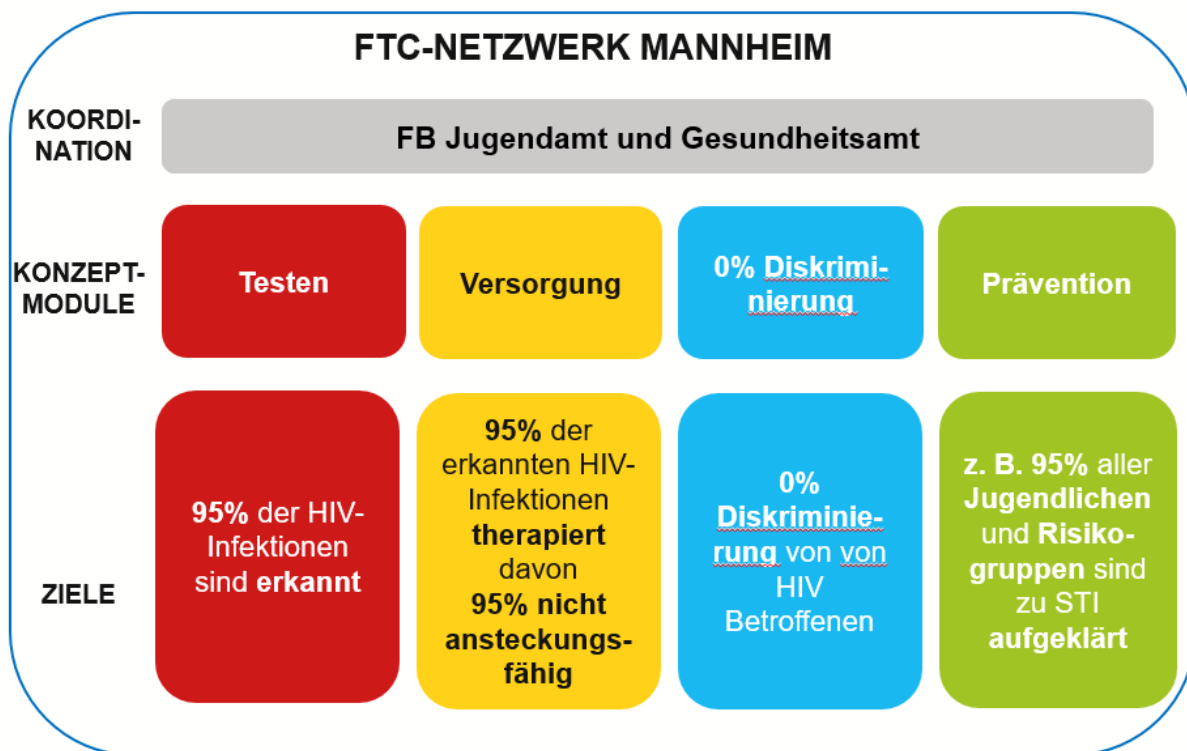 FTC-NETZWERK MANNHEIM
KOORDI-
NATION
FB Jugendamt und Gesundheitsamt
KONZEPT-
MODULE
Testen
Versorgung
0% Diskrimi-
nierung
Prävention
ZIELE
95% der HIV-
Infektionen
sind erkannt
95% der
erkannten HIV-
Infektionen
therapiert
davon
95% nicht
ansteckungs-
fähig
0%
Diskriminie-
rung von von
HIV
Betroffenen
z. B. 95% aller
Jugendlichen
und Risiko-
gruppen sind
zu STI
aufgeklärt